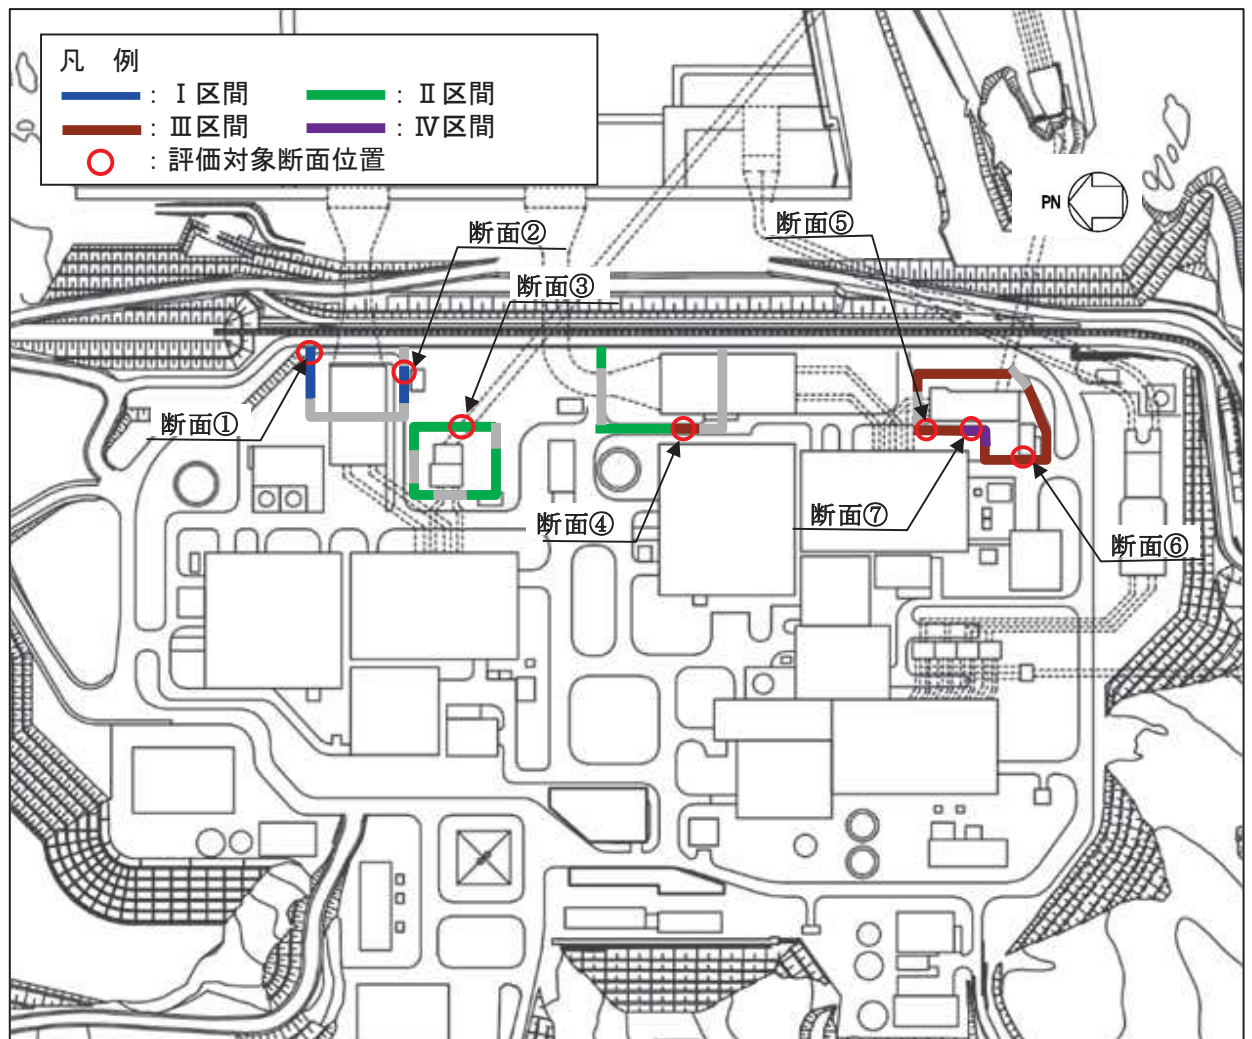 凡 例
: Ⅰ区間
: Ⅱ区間
: Ⅲ区間
: Ⅳ区間
: 評価対象断面位置
PN
断面⑤
断面②
断面③
断面①
断面④
断面⑦
断面⑥